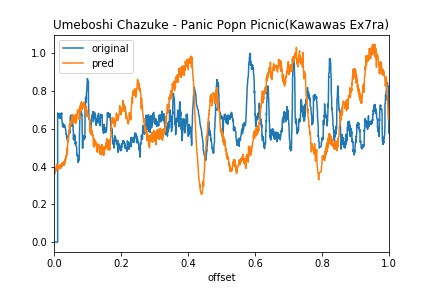 Umeboshi Chazuke - Panic Popn Picnic(Kawawas Ex7ra)
original
pred
1.0
0.8
0.6
0.4
0.2
0.0
0.0 0.2 0.4 0.6 0.8 1.0
offset